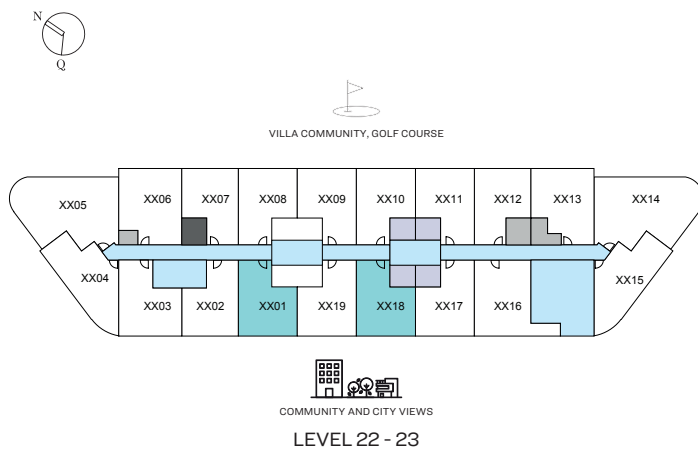 N
Q
VILLA COMMUNITY, GOLF COURSE
XX05
XX06
XX07
XX08
XX09
XX10
XX11
XX12
XX13
XX14
XX04
XX03
XX02
XX01
XX19
XX18
XX17
XX16
XX15
COMMUNITY AND CITY VIEWS
LEVEL 22 - 23